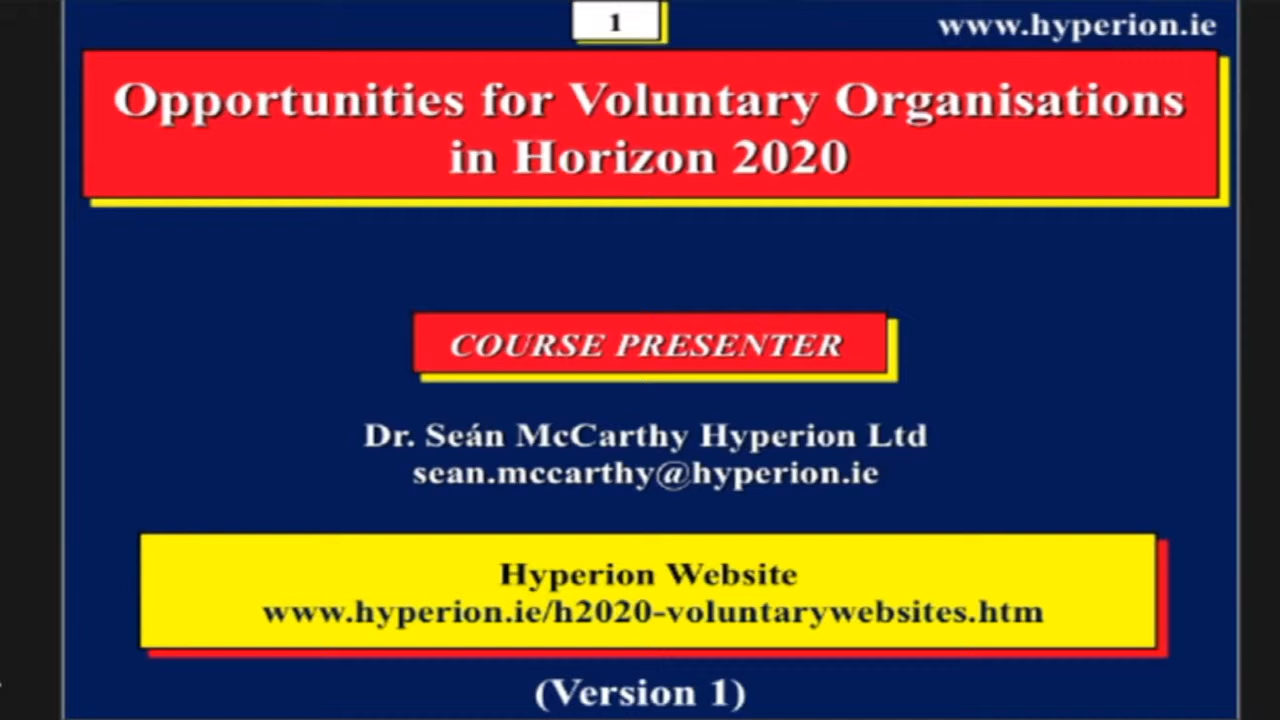 1
www.hyperion.ie
Opportunities for Voluntary Organisations
in Horizon 2020
COURSE PRESENTER
Dr. Seán McCarthy Hyperion Ltd
sean.mccarthy@hyperion.ie
Hyperion Website
www.hyperion.ie/h2020-voluntarywebsites.htm
(Version 1)